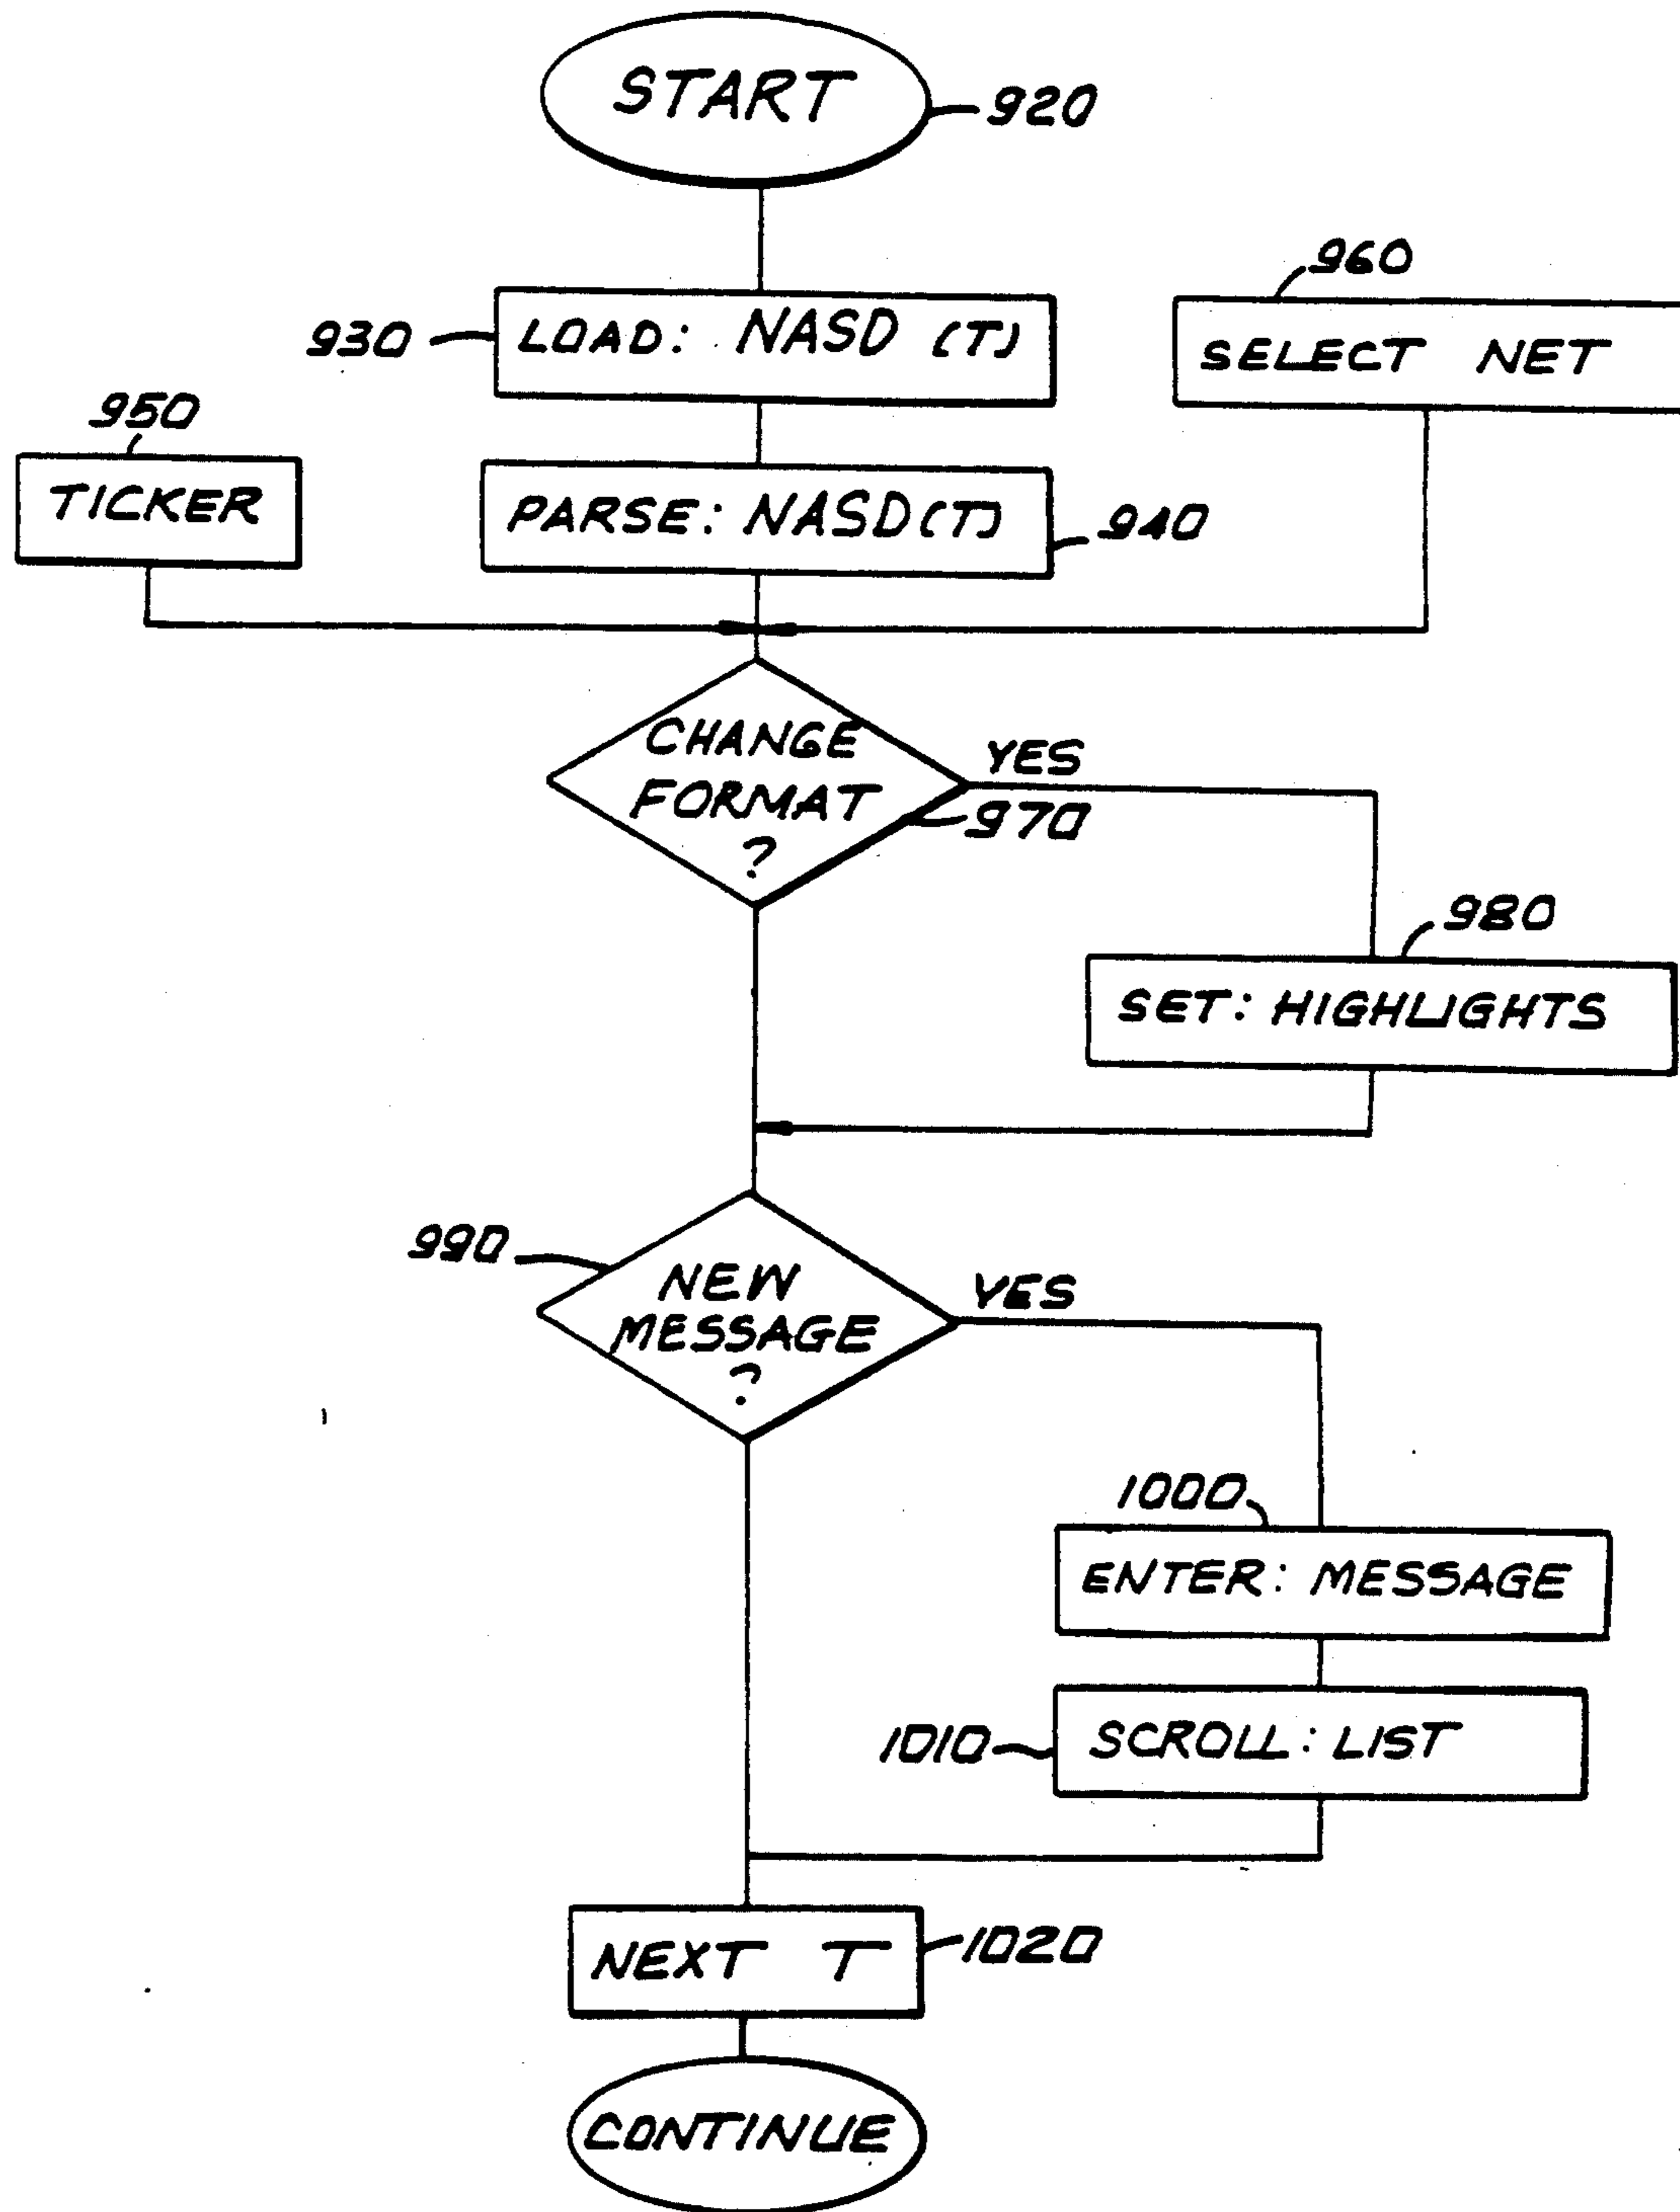 START
920
960
930
LOAD: NASD (T)
SELECT NET
950
TICKER
PARSE: NASD(T)
940
CHANGE
FORMAT
?
YES
970
980
SET: HIGHLIGHTS
990
NEW
MESSAGE
?
YES
1000
ENTER: MESSAGE
1010
SCROLL: LIST
NEXT T
1020
CONTINUE